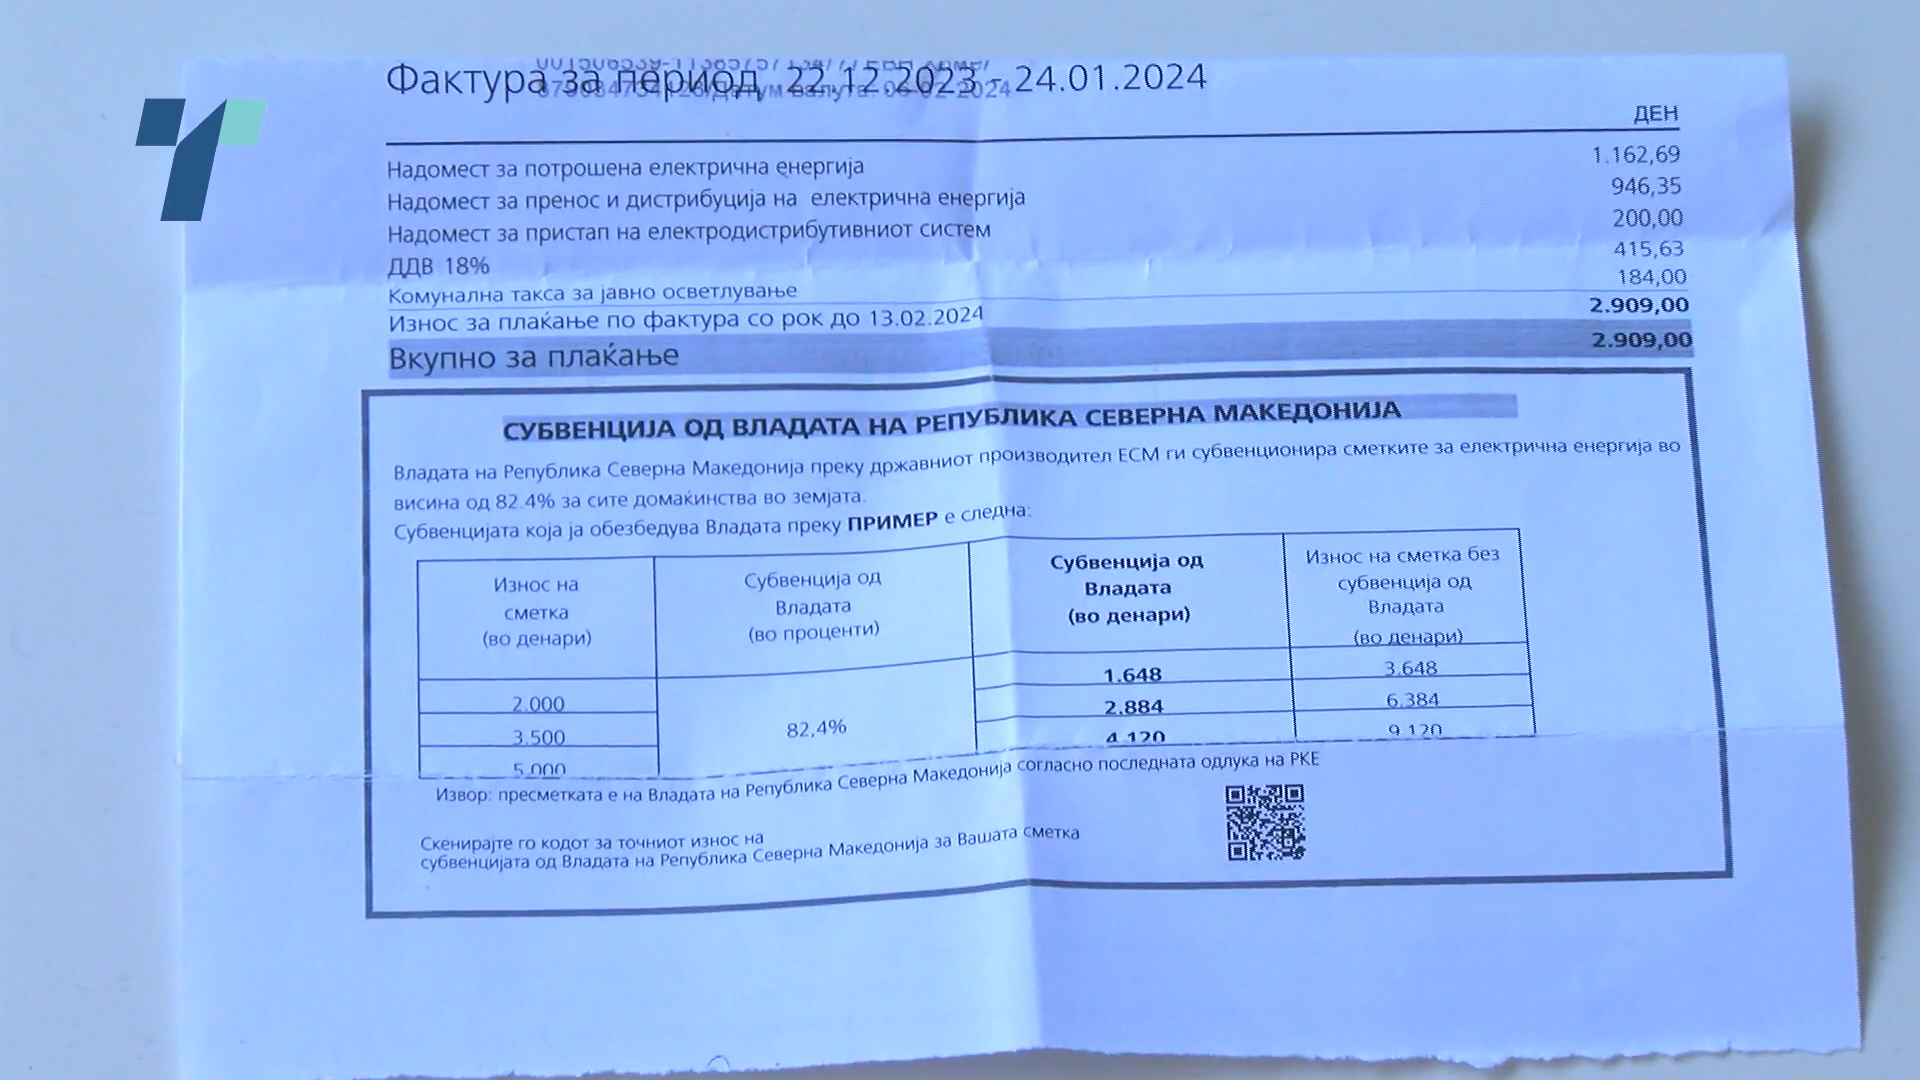 Фактура за период 22.12.2023 - 24.01.2024
ДЕН
Надомест за потрошена електрична енергија 1.162,69
Надомест за пренос и дистрибуција на електрична енергија 946,35
Надомест за пристап на електродистрибутивниот систем 200,00
ДДВ 18% 415,63
Комунална такса за јавно осветлување 184,00
Износ за плаќање по фактура со рок до 13.02.2024 2.909,00
Вкупно за плаќање 2.909,00
СУБВЕНЦИЈА ОД ВЛАДАТА НА РЕПУБЛИКА СЕВЕРНА МАКЕДОНИЈА
Владата на Република Северна Македонија преку државниот производител ЕСМ ги субвенционира сметките за електрична енергија во
висина од 82.4% за сите домаќинства во земјата.
Субвенцијата која ја обезбедува Владата преку ПРИМЕР е следна:
Износ на
сметка
(во денари)
Субвенција од
Владата
(во проценти)
Субвенција од
Владата
(во денари)
Износ на сметка без
субвенција од
Владата
(во денари)
2.000 82,4% 1.648 3.648
3.500 2.884 6.384
5.000 4.120 9.120
Извор: пресметката е на Владата на Република Северна Македонија согласно последната одлука на РКЕ
Скенирајте го кодот за точниот износ на
субвенцијата од Владата на Република Северна Македонија за Вашата сметка